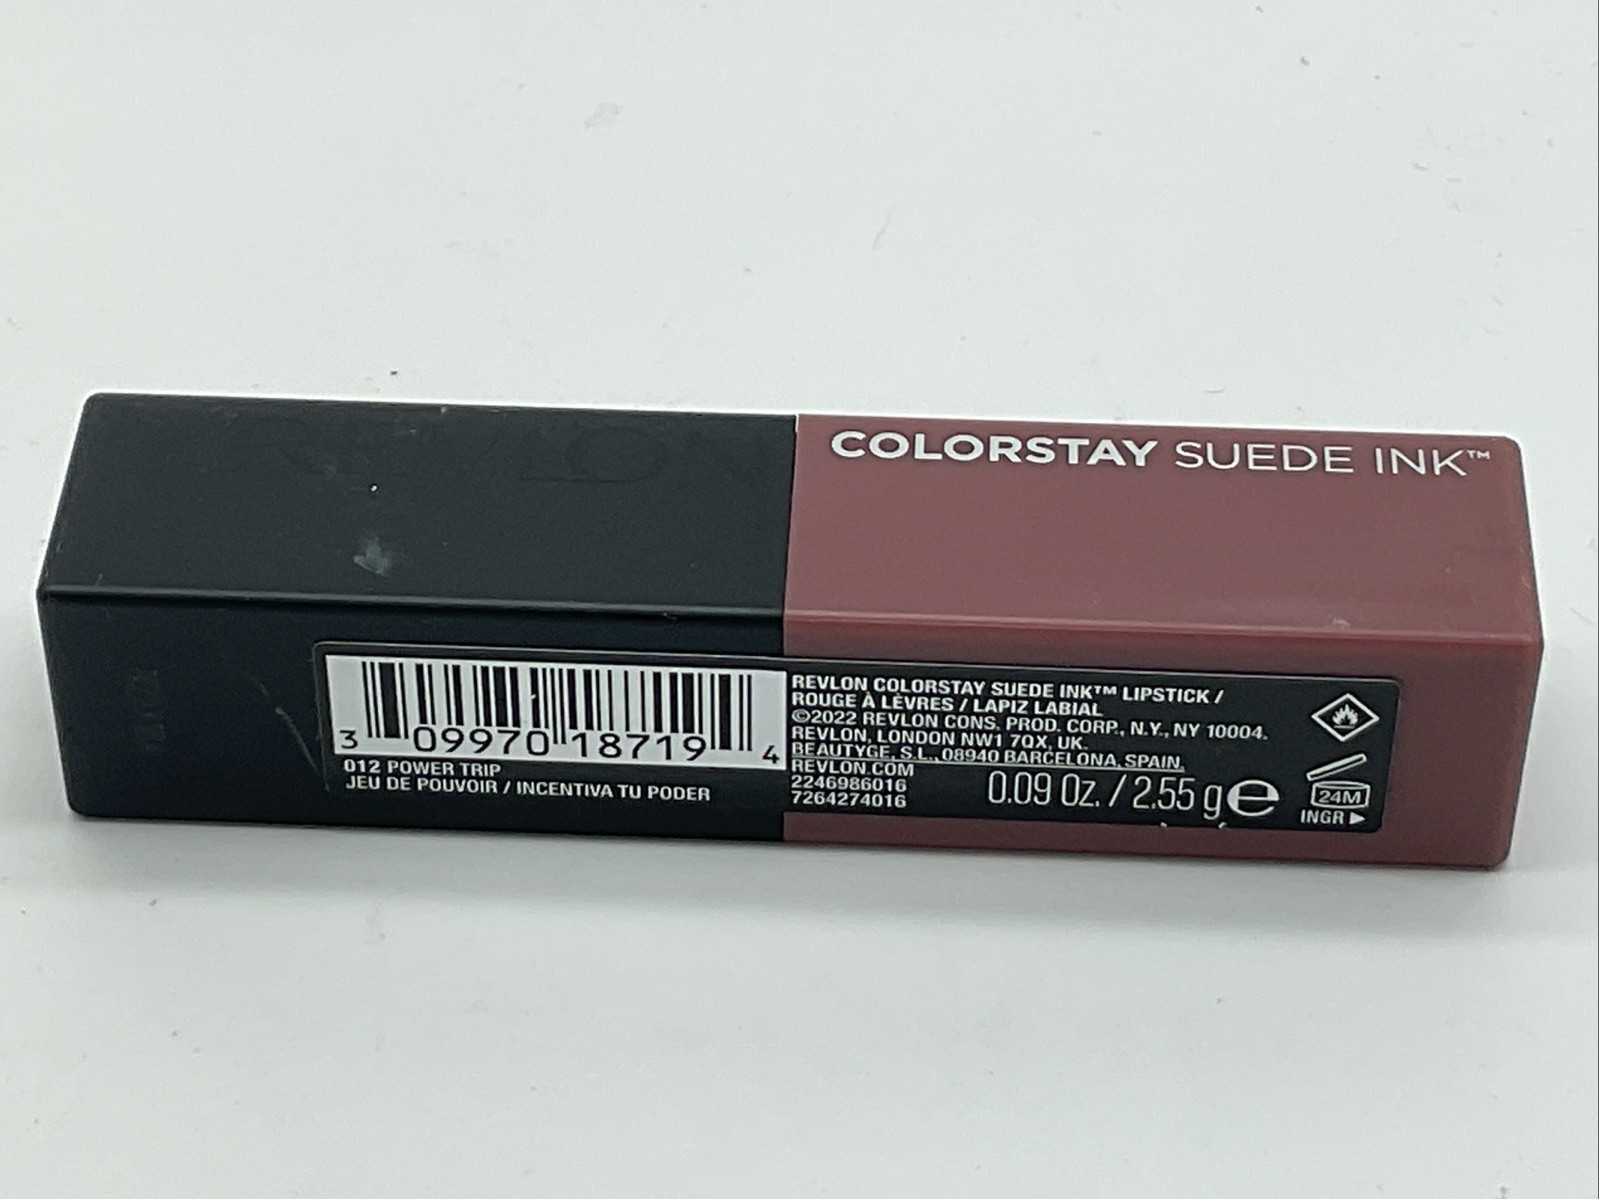 COLORSTAY SUEDE INK™
3 09970 18719 4
012 POWER TRIP
JEU DE POUVOIR / INCENTIVA TU PODER
REVLON COLORSTAY SUEDE INK™ LIPSTICK /
ROUGE À LÈVRES / LAPIZ LABIAL
©2022 REVLON CONS. PROD. CORP., N.Y., NY 10004.
REVLON, LONDON NW1 7QX, UK.
BEAUTYGE, S.L., 08940 BARCELONA, SPAIN.
REVLON.COM
2246986016
7264274016
0.09 Oz. / 2.55 g e
24M
INGR ▶